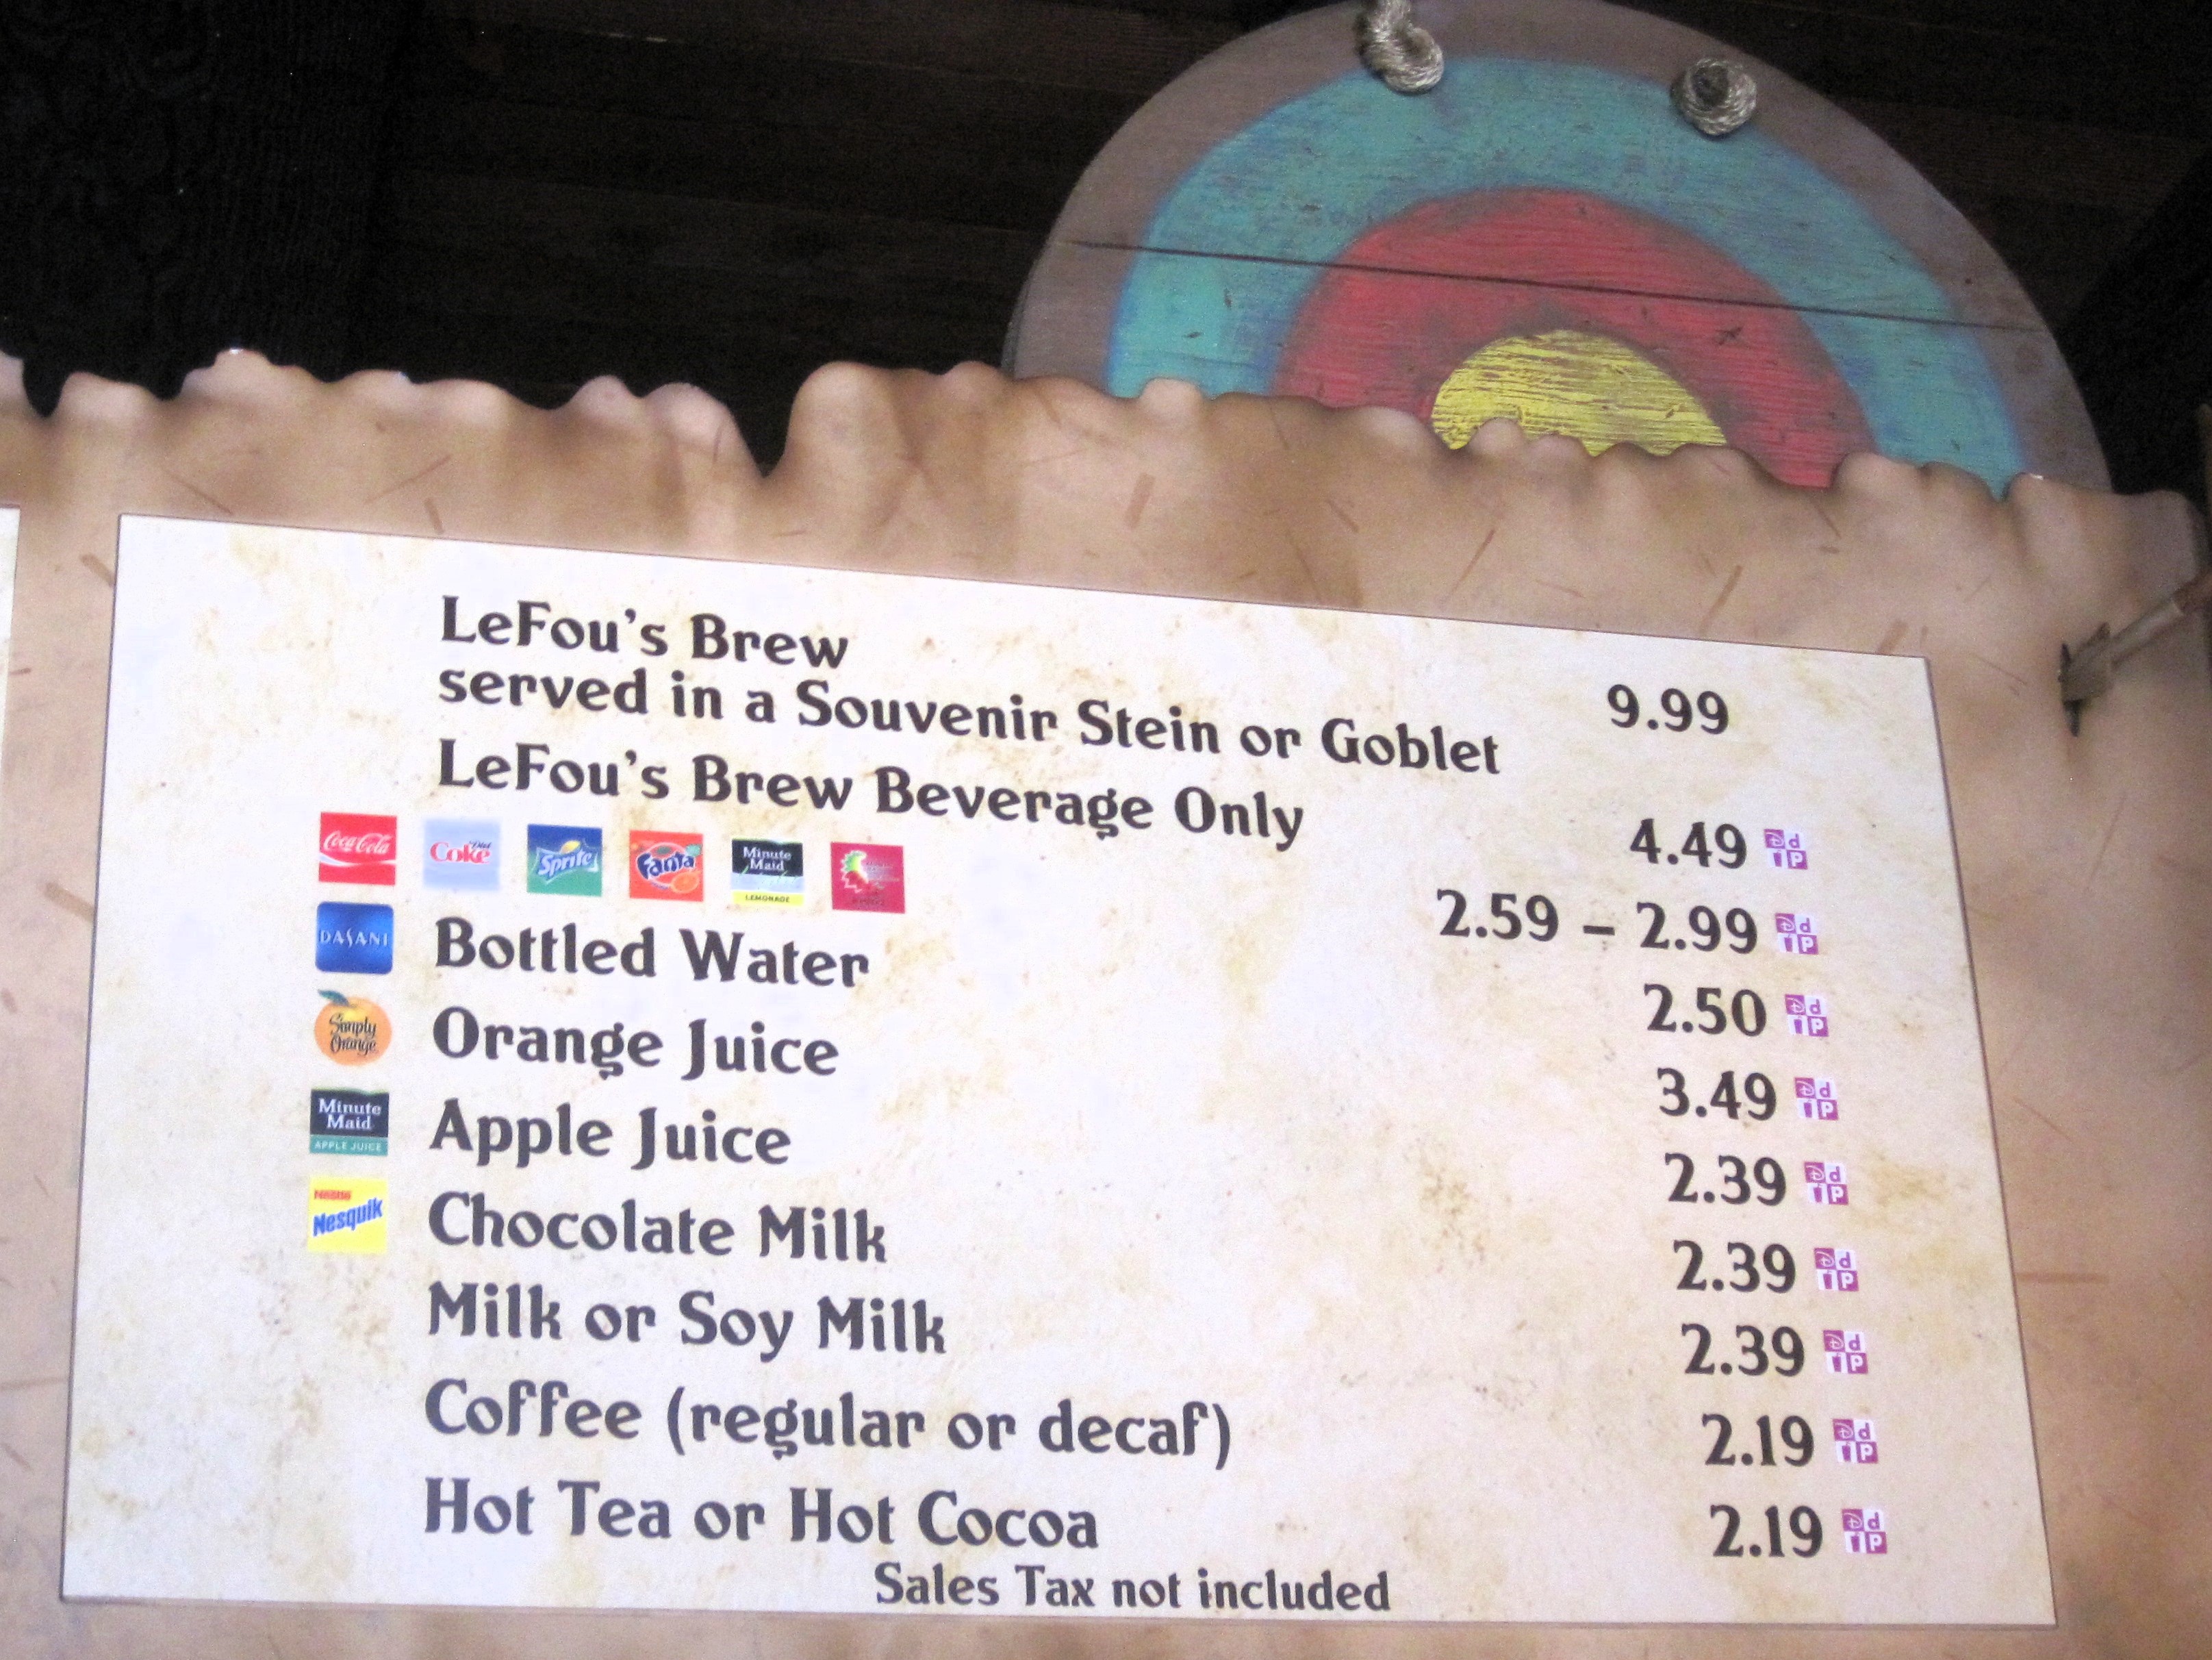 LeFou's Brew
served in a Souvenir Stein or Goblet 9.99
LeFou's Brew Beverage Only 4.49
Coca-Cola Diet Coke Sprite Fanta Minute Maid LEMONADE 2.59 – 2.99
DASANI Bottled Water 2.50
Simply Orange Orange Juice 3.49
Minute Maid APPLE JUICE Apple Juice 2.39
Nestlé Nesquik Chocolate Milk 2.39
Milk or Soy Milk 2.39
Coffee (regular or decaf) 2.19
Hot Tea or Hot Cocoa 2.19
Sales Tax not included